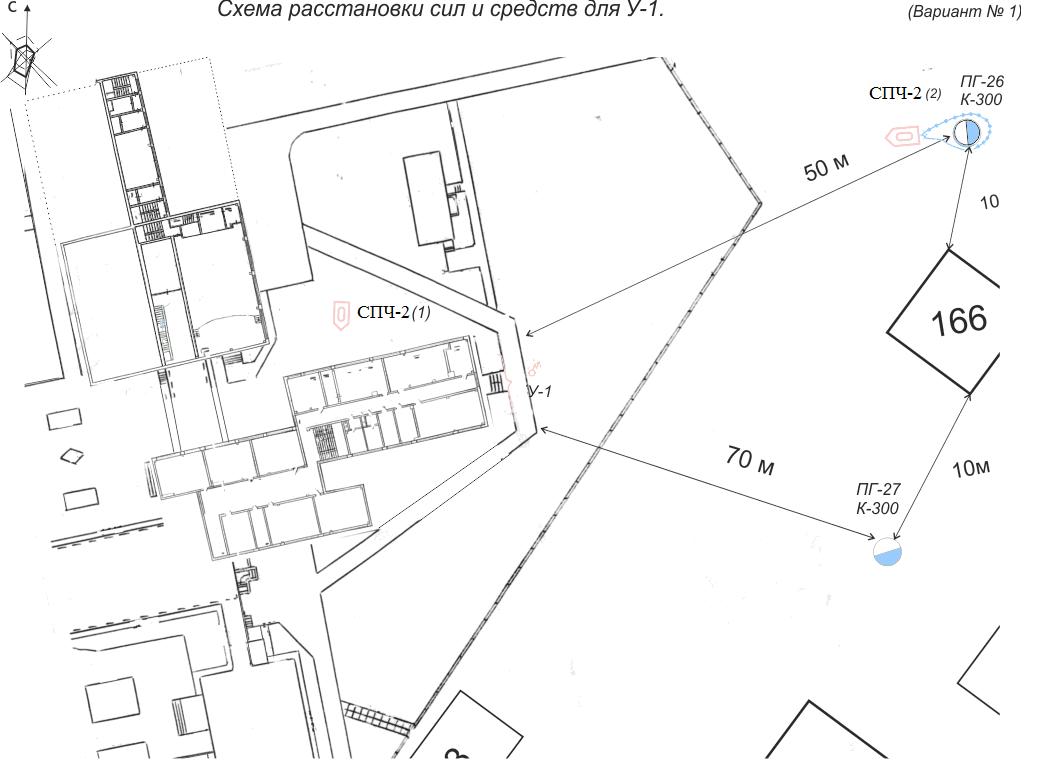 С
Схема расстановки сил и средств для У-1.
(Вариант № 1)
СПЧ-2 (2)
ПГ-26
К-300
50 м
10
166
СПЧ-2 (1)
У-1
70 м
10м
ПГ-27
К-300